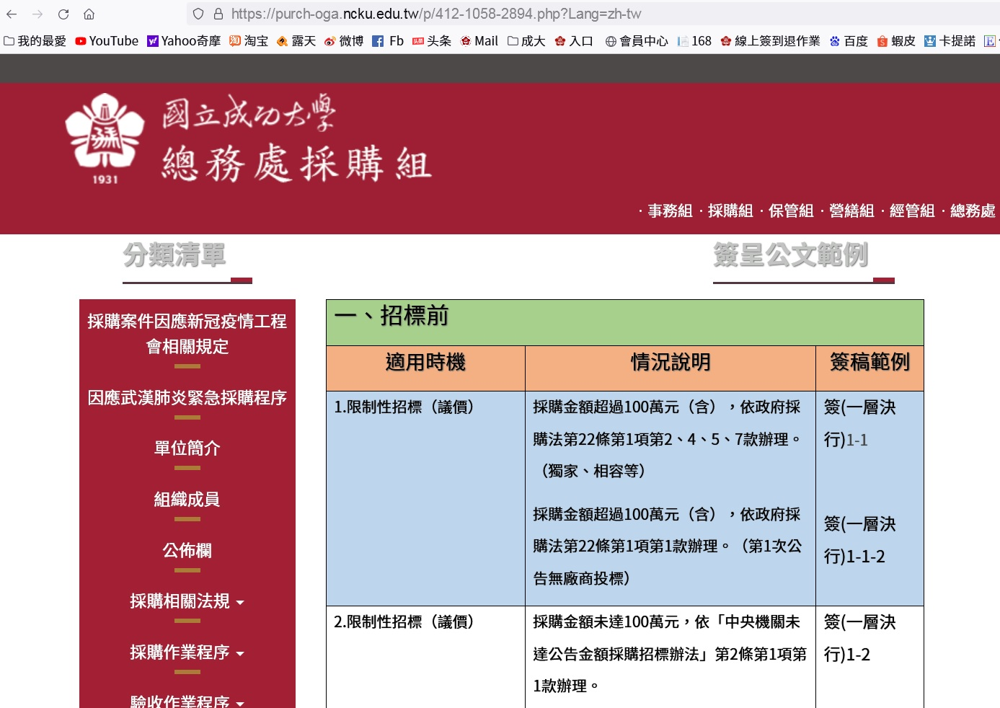 https://purch-oga.ncku.edu.tw/p/412-1058-2894.php?Lang=zh-tw
我的最愛 YouTube Yahoo奇摩 淘宝 露天 微博 Fb 头条 Mail 成大 入口 會員中心 168 線上簽到退作業 百度 蝦皮 卡提諾
國立成功大學
總務處採購組
1931
·事務組 ·採購組 ·保管組 ·營繕組 ·經管組 ·總務處
分類清單
簽呈公文範例
採購案件因應新冠疫情工程
會相關規定
因應武漢肺炎緊急採購程序
單位簡介
組織成員
公佈欄
採購相關法規
採購作業程序
驗收作業程序
一、招標前
適用時機 情況說明 簽稿範例
1.限制性招標（議價）
採購金額超過100萬元（含），依政府採
購法第22條第1項第2、4、5、7款辦理。
（獨家、相容等）
簽(一層決
行)1-1
採購金額超過100萬元（含），依政府採
購法第22條第1項第1款辦理。（第1次公
告無廠商投標）
簽(一層決
行)1-1-2
2.限制性招標（議價）
採購金額未達100萬元，依「中央機關未
達公告金額採購招標辦法」第2條第1項第
1款辦理。
簽(一層決
行)1-2